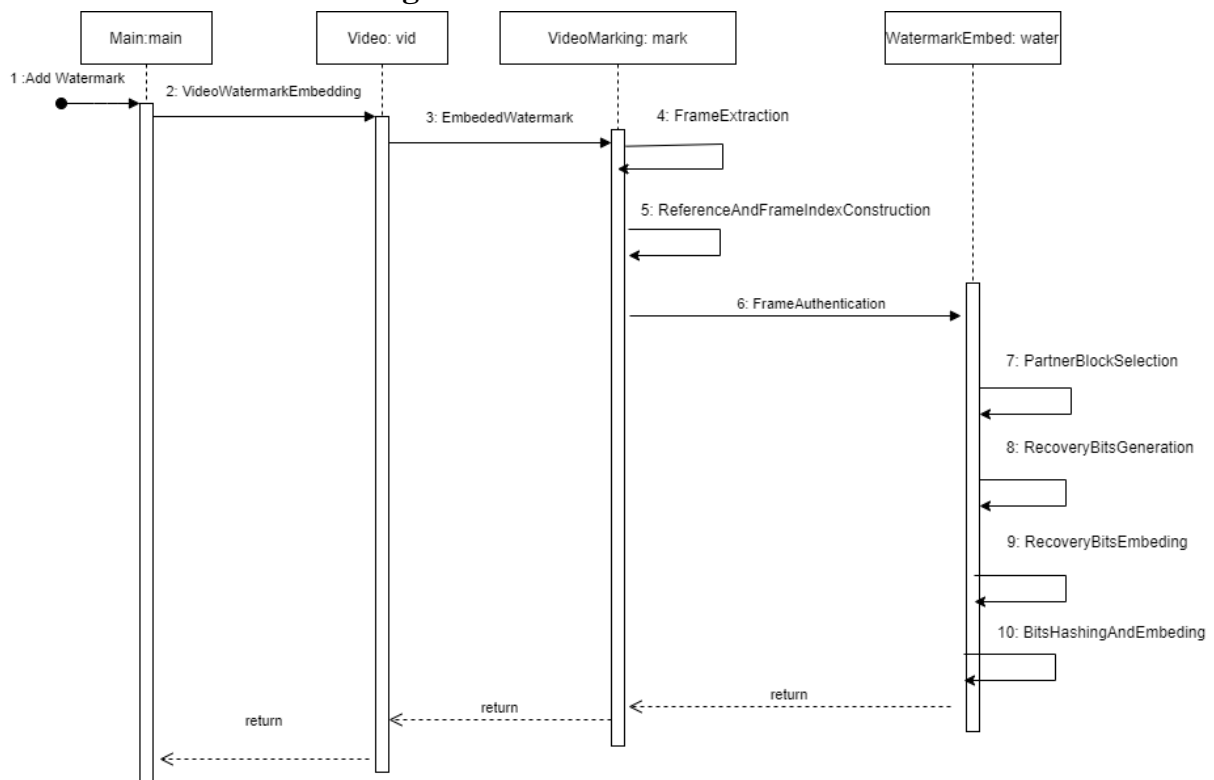 Main:main
Video: vid
VideoMarking: mark
WatermarkEmbed: water
1 :Add Watermark
2: VideoWatermarkEmbedding
3: EmbededWatermark
4: FrameExtraction
5: ReferenceAndFrameIndexConstruction
6: FrameAuthentication
7: PartnerBlockSelection
8: RecoveryBitsGeneration
9: RecoveryBitsEmbeding
10: BitsHashingAndEmbeding
return
return
return